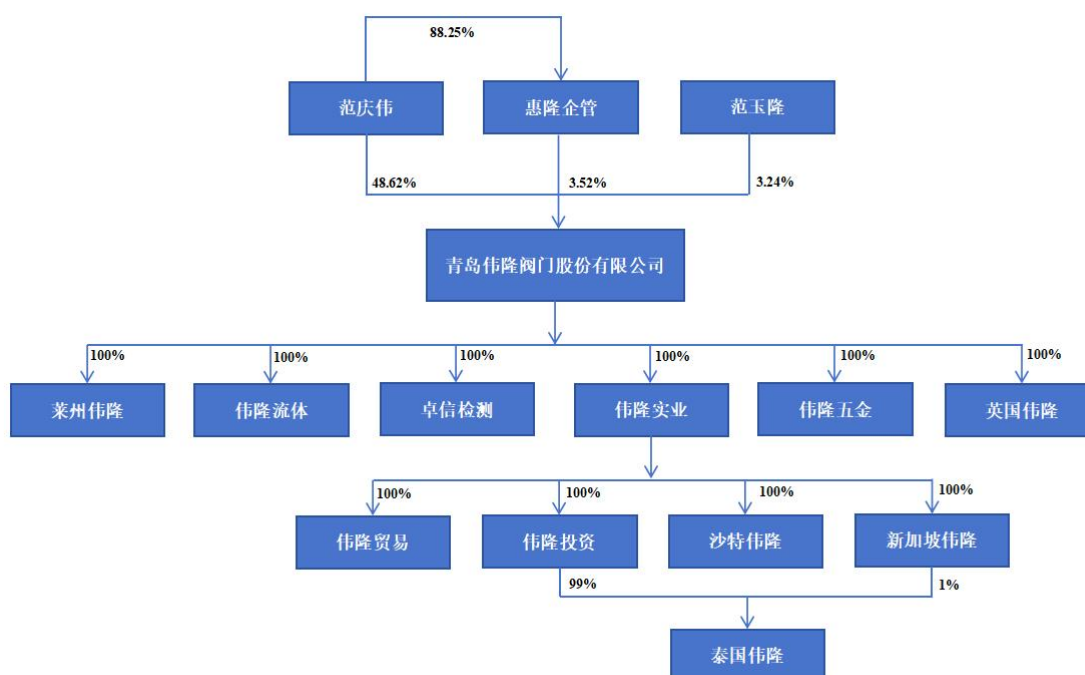 88.25%
范庆伟
惠隆企管
范玉隆
48.62%
3.52%
3.24%
青岛伟隆阀门股份有限公司
100%
100%
100%
100%
100%
100%
莱州伟隆
伟隆流体
卓信检测
伟隆实业
伟隆五金
英国伟隆
100%
100%
100%
100%
伟隆贸易
伟隆投资
沙特伟隆
新加坡伟隆
99%
1%
泰国伟隆